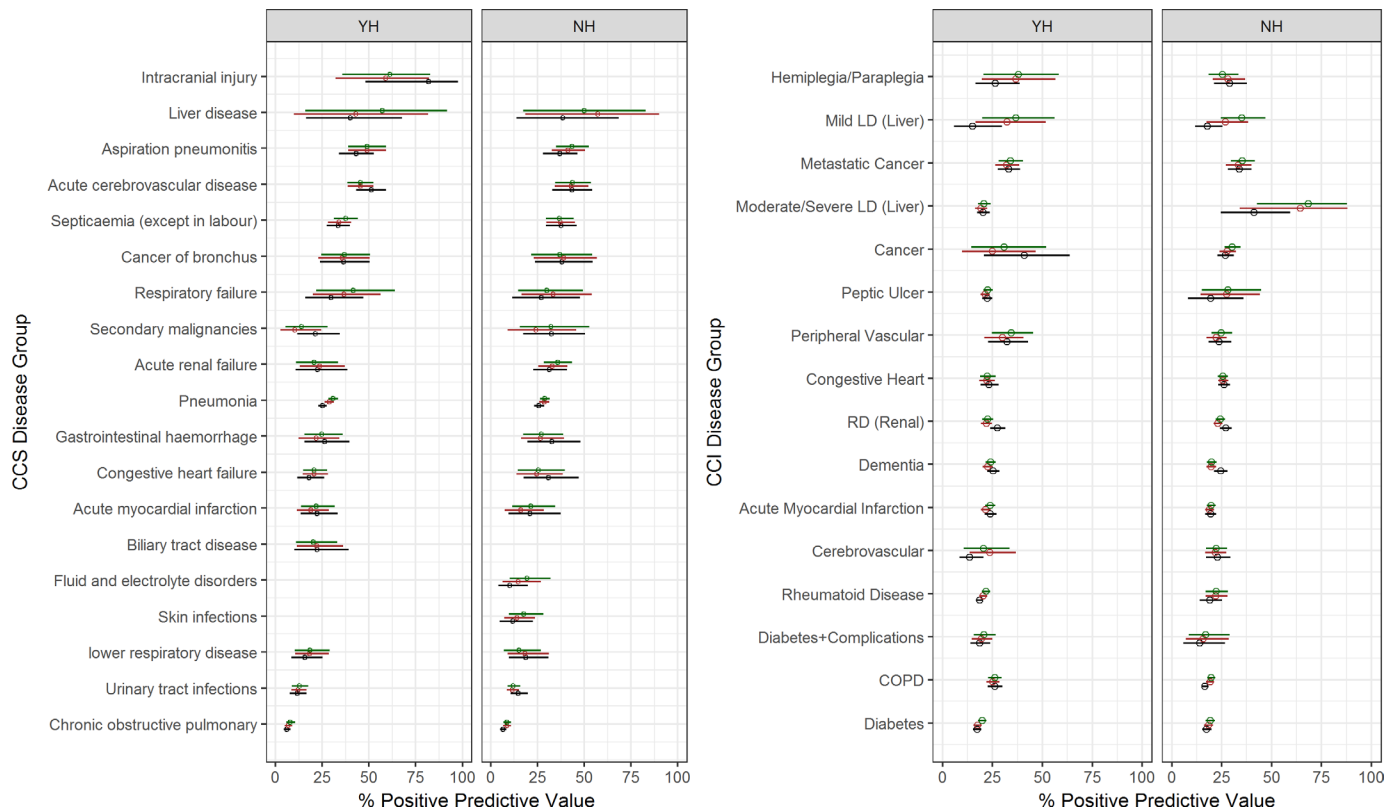 YH
NH
CCS Disease Group
Intracranial injury
Liver disease
Aspiration pneumonitis
Acute cerebrovascular disease
Septicaemia (except in labour)
Cancer of bronchus
Respiratory failure
Secondary malignancies
Acute renal failure
Pneumonia
Gastrointestinal haemorrhage
Congestive heart failure
Acute myocardial infarction
Biliary tract disease
Fluid and electrolyte disorders
Skin infections
lower respiratory disease
Urinary tract infections
Chronic obstructive pulmonary
0 25 50 75 100
0 25 50 75 100
% Positive Predictive Value
YH
NH
CCI Disease Group
Hemiplegia/Paraplegia
Mild LD (Liver)
Metastatic Cancer
Moderate/Severe LD (Liver)
Cancer
Peptic Ulcer
Peripheral Vascular
Congestive Heart
RD (Renal)
Dementia
Acute Myocardial Infarction
Cerebrovascular
Rheumatoid Disease
Diabetes+Complications
COPD
Diabetes
0 25 50 75 100
0 25 50 75 100
% Positive Predictive Value